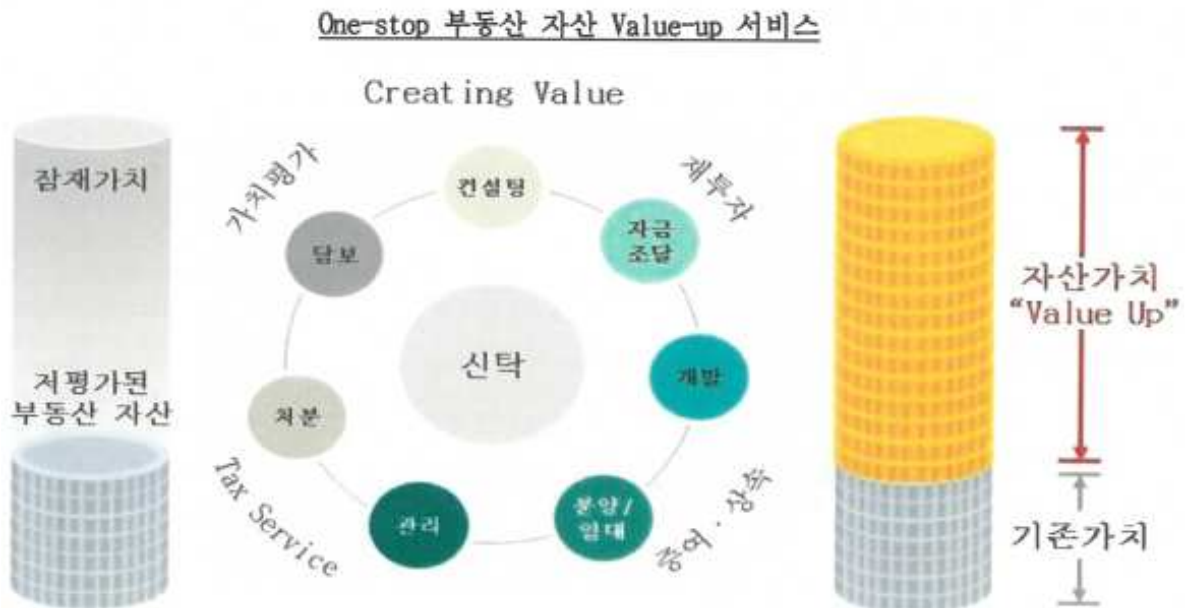 One-stop 부동산 자산 Value-up 서비스
Creating Value
잠재가치
저평가된
부동산 자산
가치평가
재투자
Tax Service
증여·상속
컨설팅
자금
조달
개발
분양/
임대
관리
처분
담보
신탁
자산가치
“Value Up”
기존가치